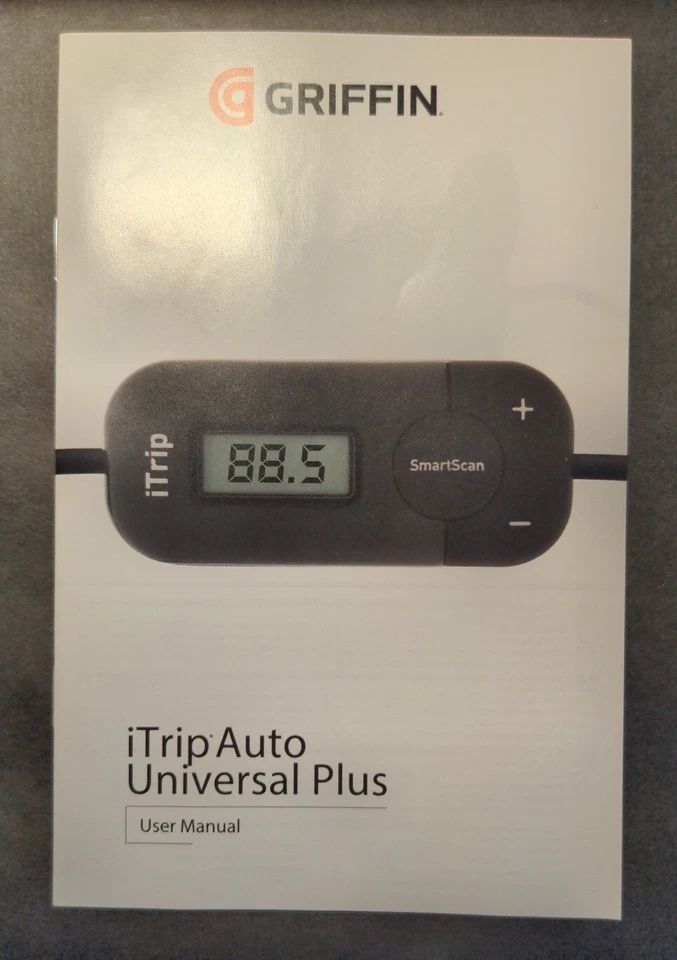 GRIFFIN.
iTrip
88.5
SmartScan
+
−
iTrip Auto
Universal Plus
User Manual